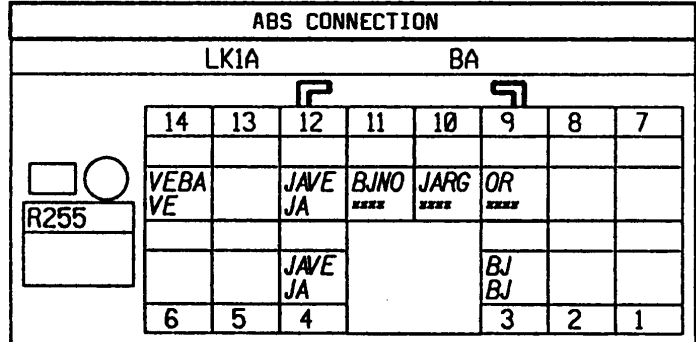 ABS CONNECTION
LK1A BA
14 13 12 11 10 9 8 7
VEBA JAVE BJNO JARG OR
VE JA **** **** ****
R255
JAVE BJ
JA BJ
6 5 4 3 2 1